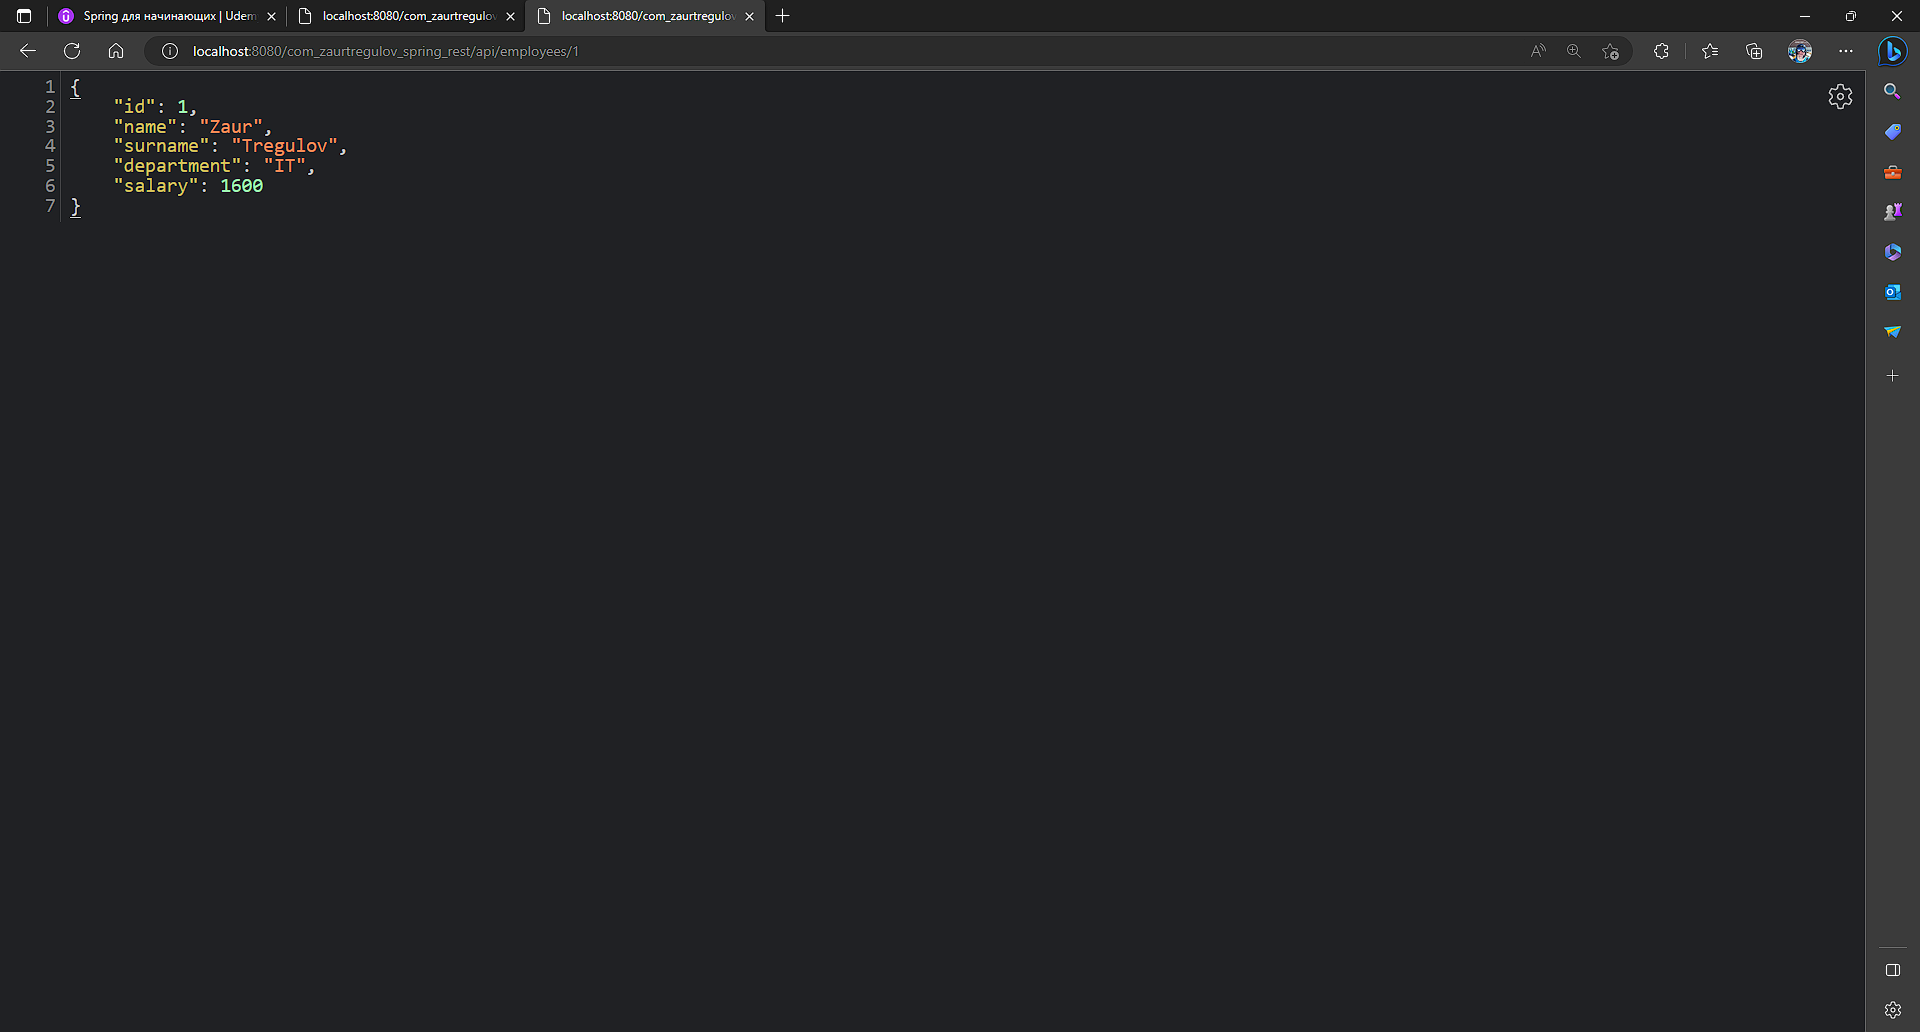 Spring для начинающих | Udem
localhost:8080/com_zaurtregulov
localhost:8080/com_zaurtregulov
localhost:8080/com_zaurtregulov_spring_rest/api/employees/1
1 {
2 "id": 1,
3 "name": "Zaur",
4 "surname": "Tregulov",
5 "department": "IT",
6 "salary": 1600
7 }